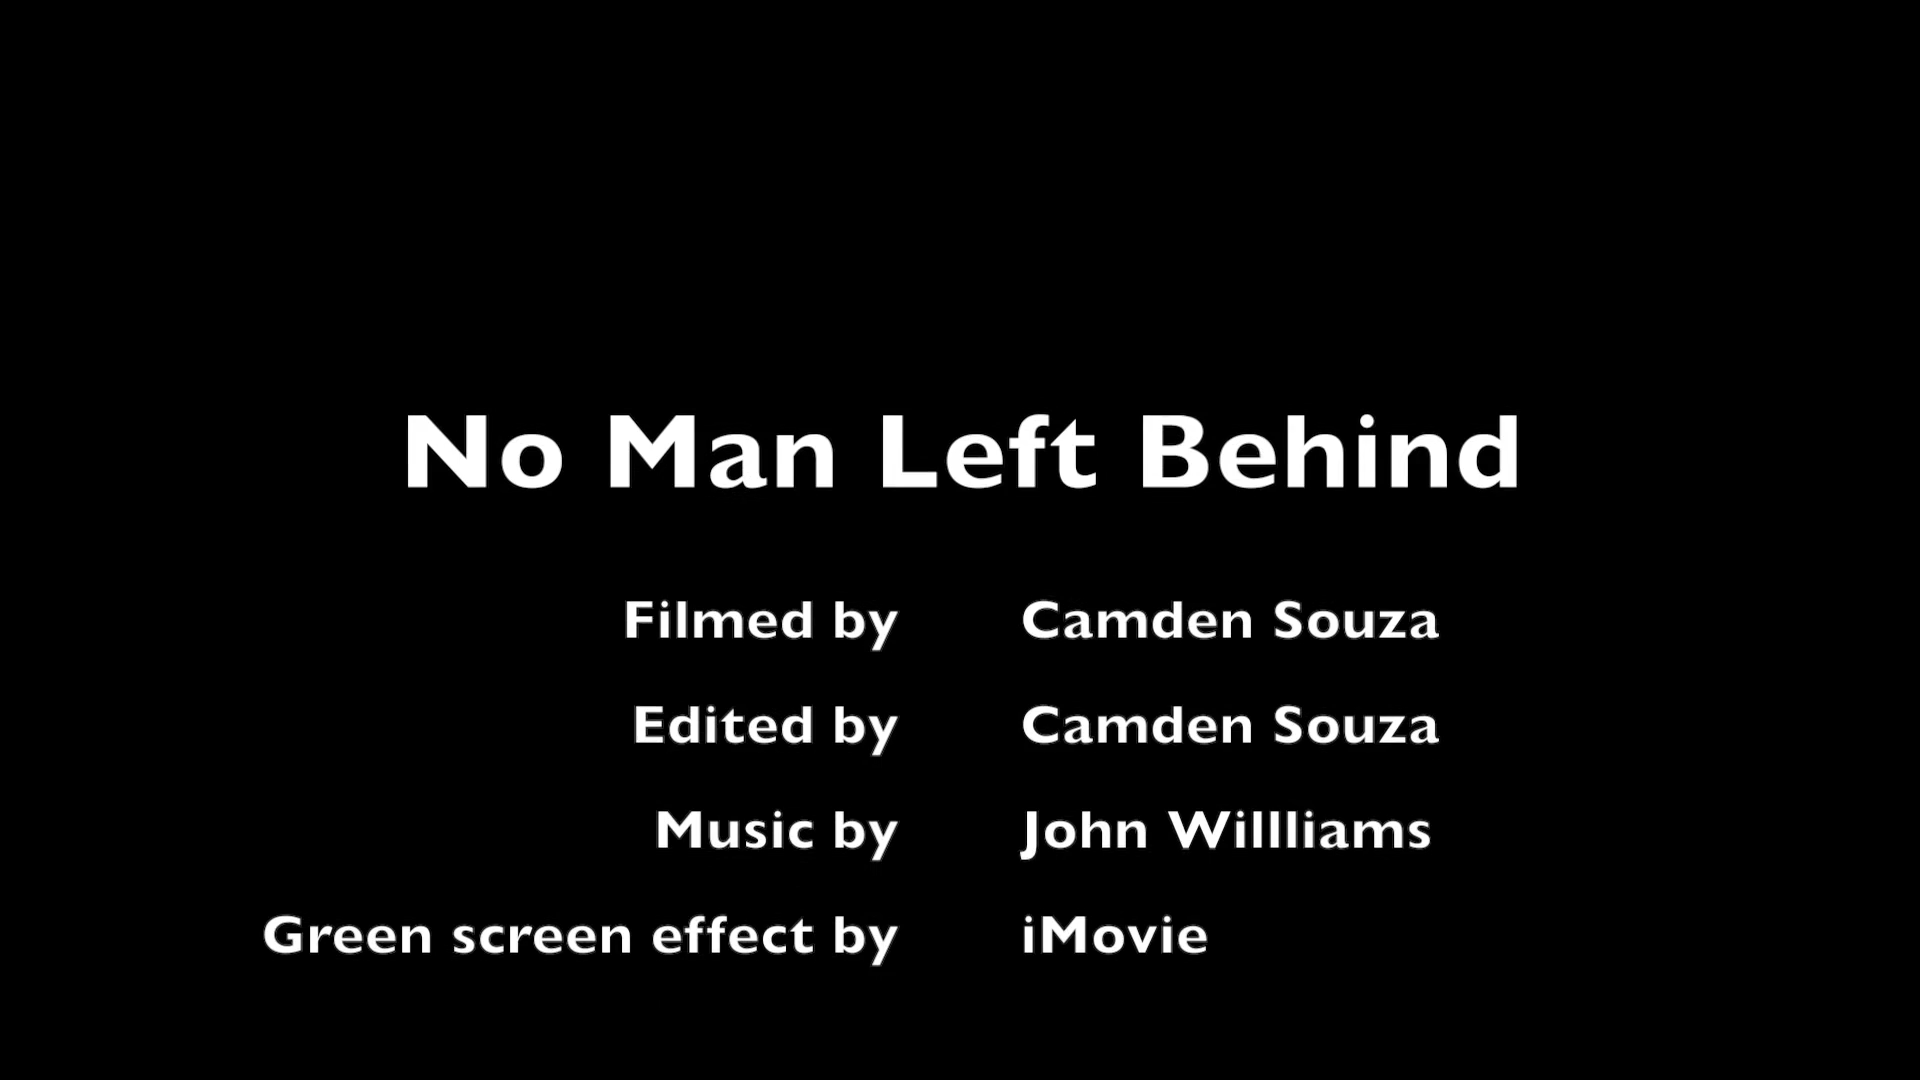 No Man Left Behind
Filmed by Camden Souza
Edited by Camden Souza
Music by John Willliams
Green screen effect by iMovie